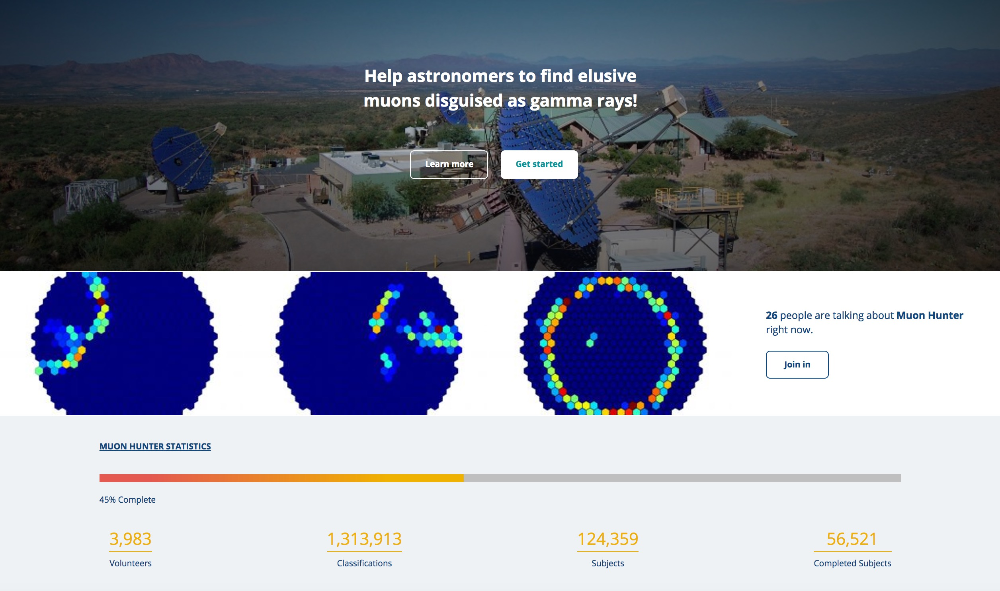 Help astronomers to find elusive
muons disguised as gamma rays!
Learn more
Get started
26 people are talking about Muon Hunter
right now.
Join in
MUON HUNTER STATISTICS
45% Complete
3,983
Volunteers
1,313,913
Classifications
124,359
Subjects
56,521
Completed Subjects